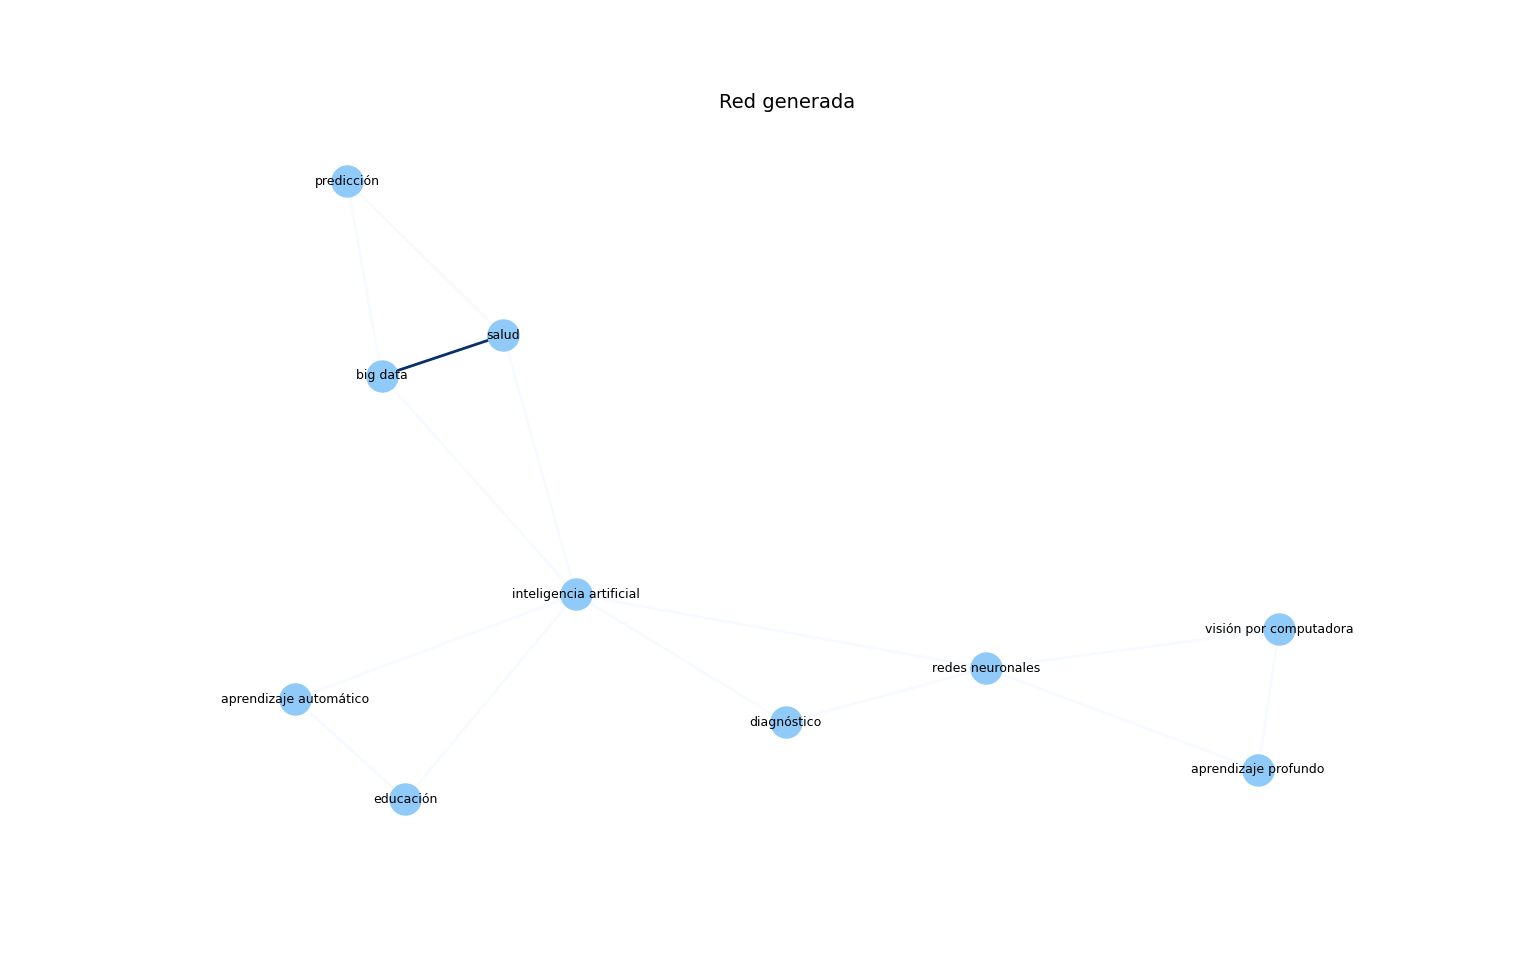 Red generada
predicción
salud
big data
inteligencia artificial
visión por computadora
redes neuronales
aprendizaje automático
diagnóstico
aprendizaje profundo
educación